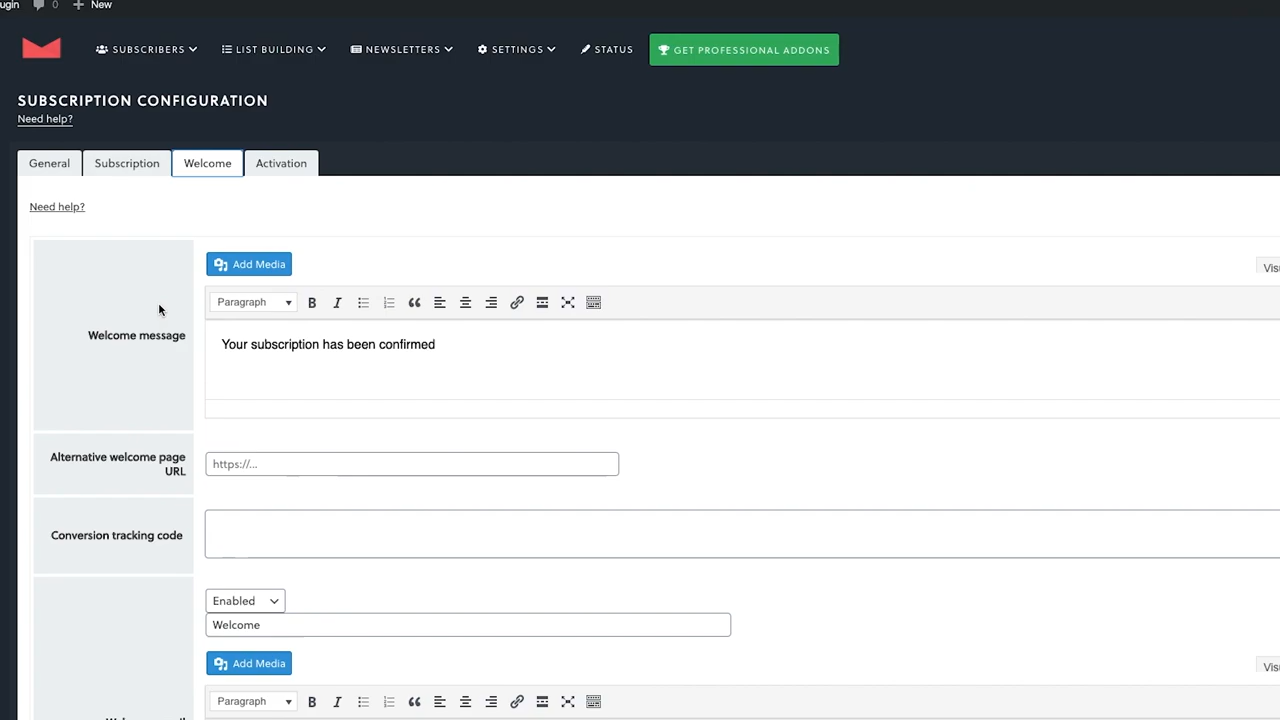 ugin 0 New
SUBSCRIBERS LIST BUILDING NEWSLETTERS SETTINGS STATUS GET PROFESSIONAL ADDONS
SUBSCRIPTION CONFIGURATION
Need help?
General Subscription Welcome Activation
Need help?
Add Media
Vis
Paragraph B I
Welcome message
Your subscription has been confirmed
Alternative welcome page
URL
https://...
Conversion tracking code
Enabled
Welcome
Add Media
Vis
Paragraph B I